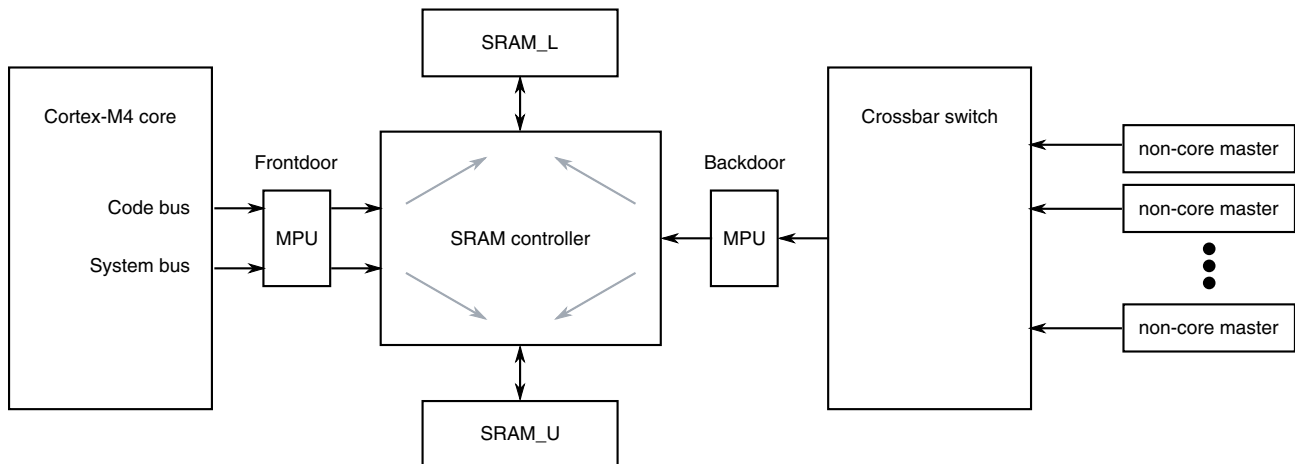 SRAM_L
Cortex-M4 core
Crossbar switch
non-core master
Frontdoor
Backdoor
non-core master
Code bus
MPU
SRAM controller
MPU
System bus
non-core master
SRAM_U